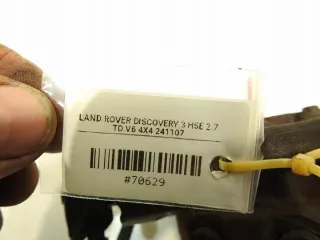 LAND ROVER DISCOVERY 3 HSE 2.7
TD V6 4X4 241107
#70629